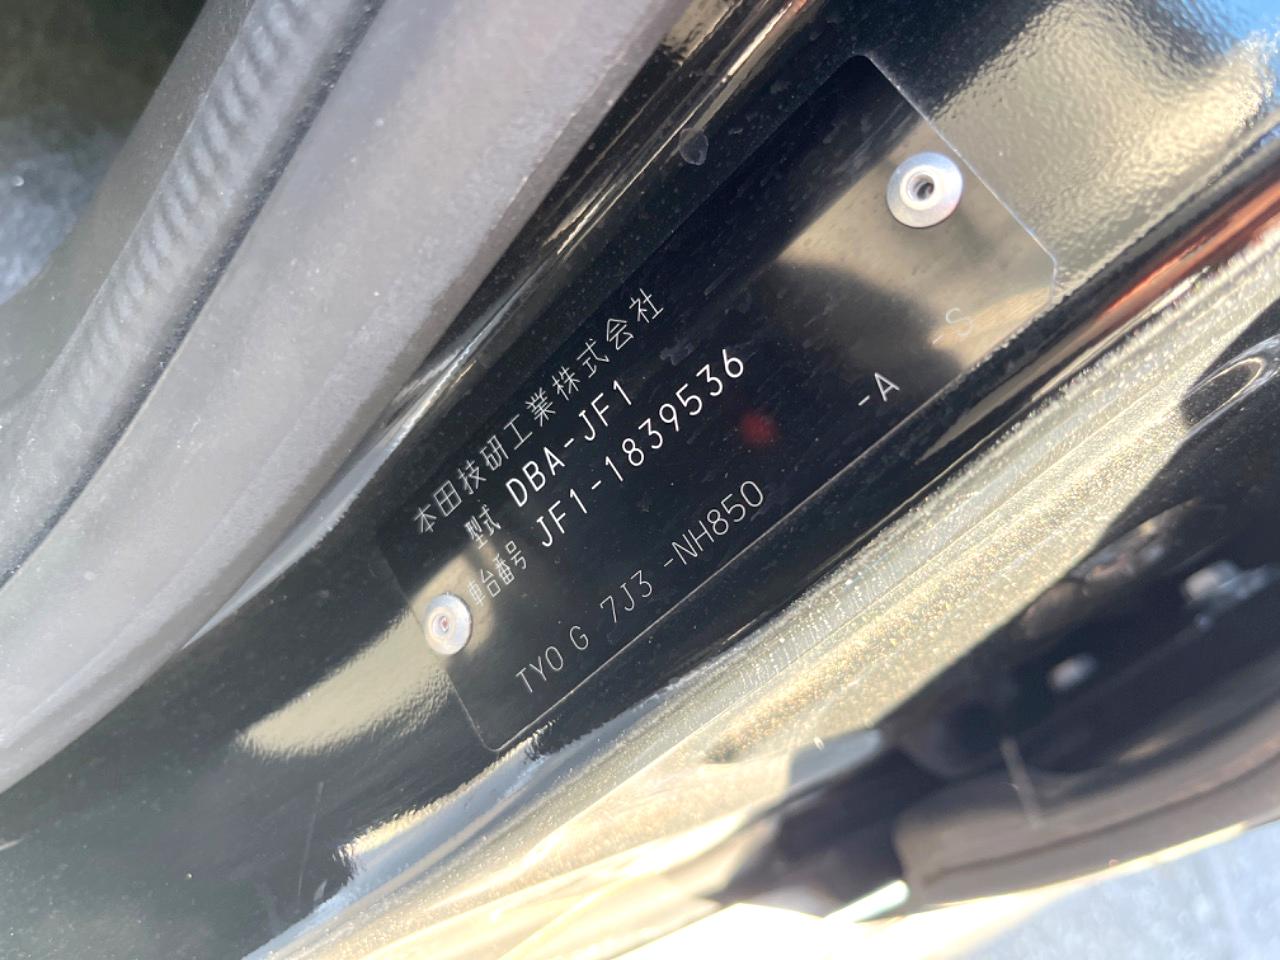 本田技研工業株式会社
型式 DBA-JF1
車台番号 JF1-1839536
S
TYO G 7J3 -NH850 -A